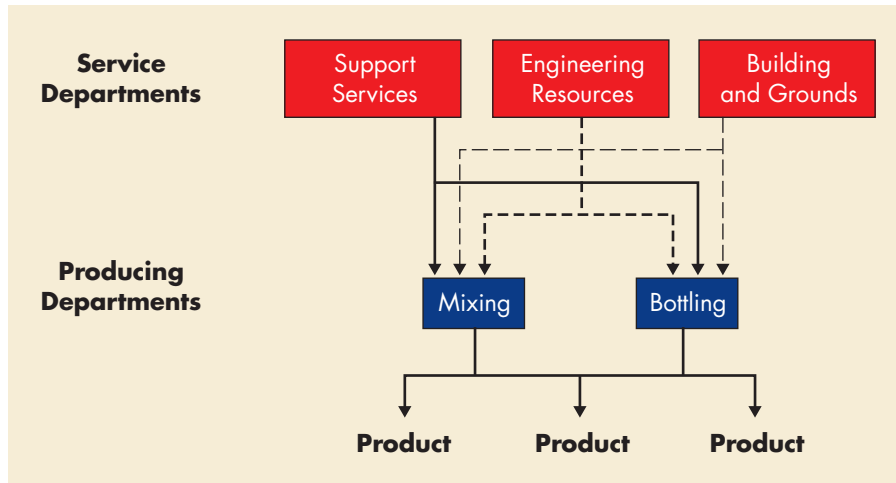 Service
Departments
Support
Services
Engineering
Resources
Building
and Grounds
Producing
Departments
Mixing
Bottling
Product
Product
Product